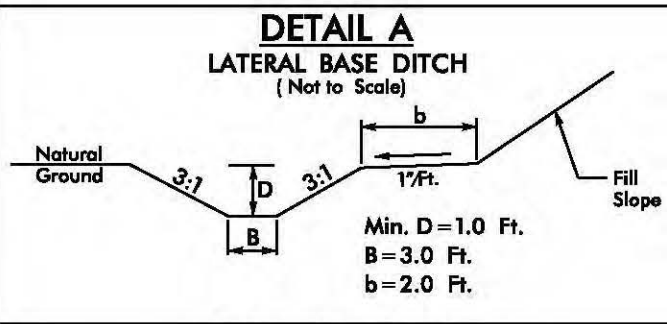 DETAIL A
LATERAL BASE DITCH
( Not to Scale)
b
Natural
Ground
3:1
D
3:1
1"/Ft.
Fill
Slope
B
Min. D=1.0 Ft.
B=3.0 Ft.
b=2.0 Ft.